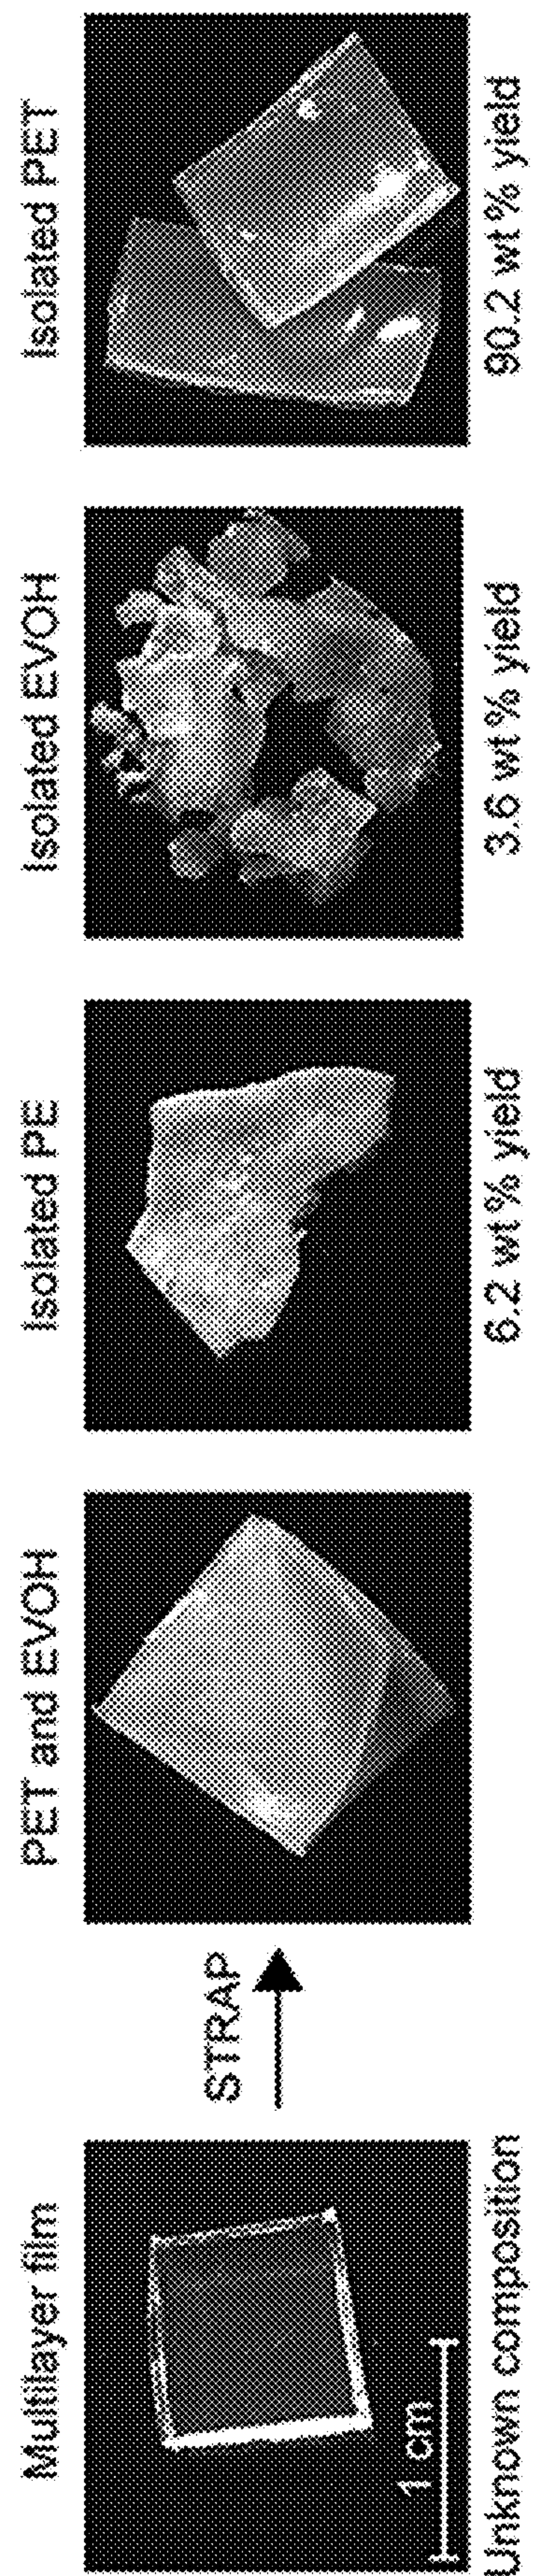 Multilayer film
1 cm
Unknown composition
STRAP
PET and EVOH
Isolated PE
6.2 wt % yield
Isolated EVOH
3.6 wt % yield
Isolated PET
90.2 wt % yield